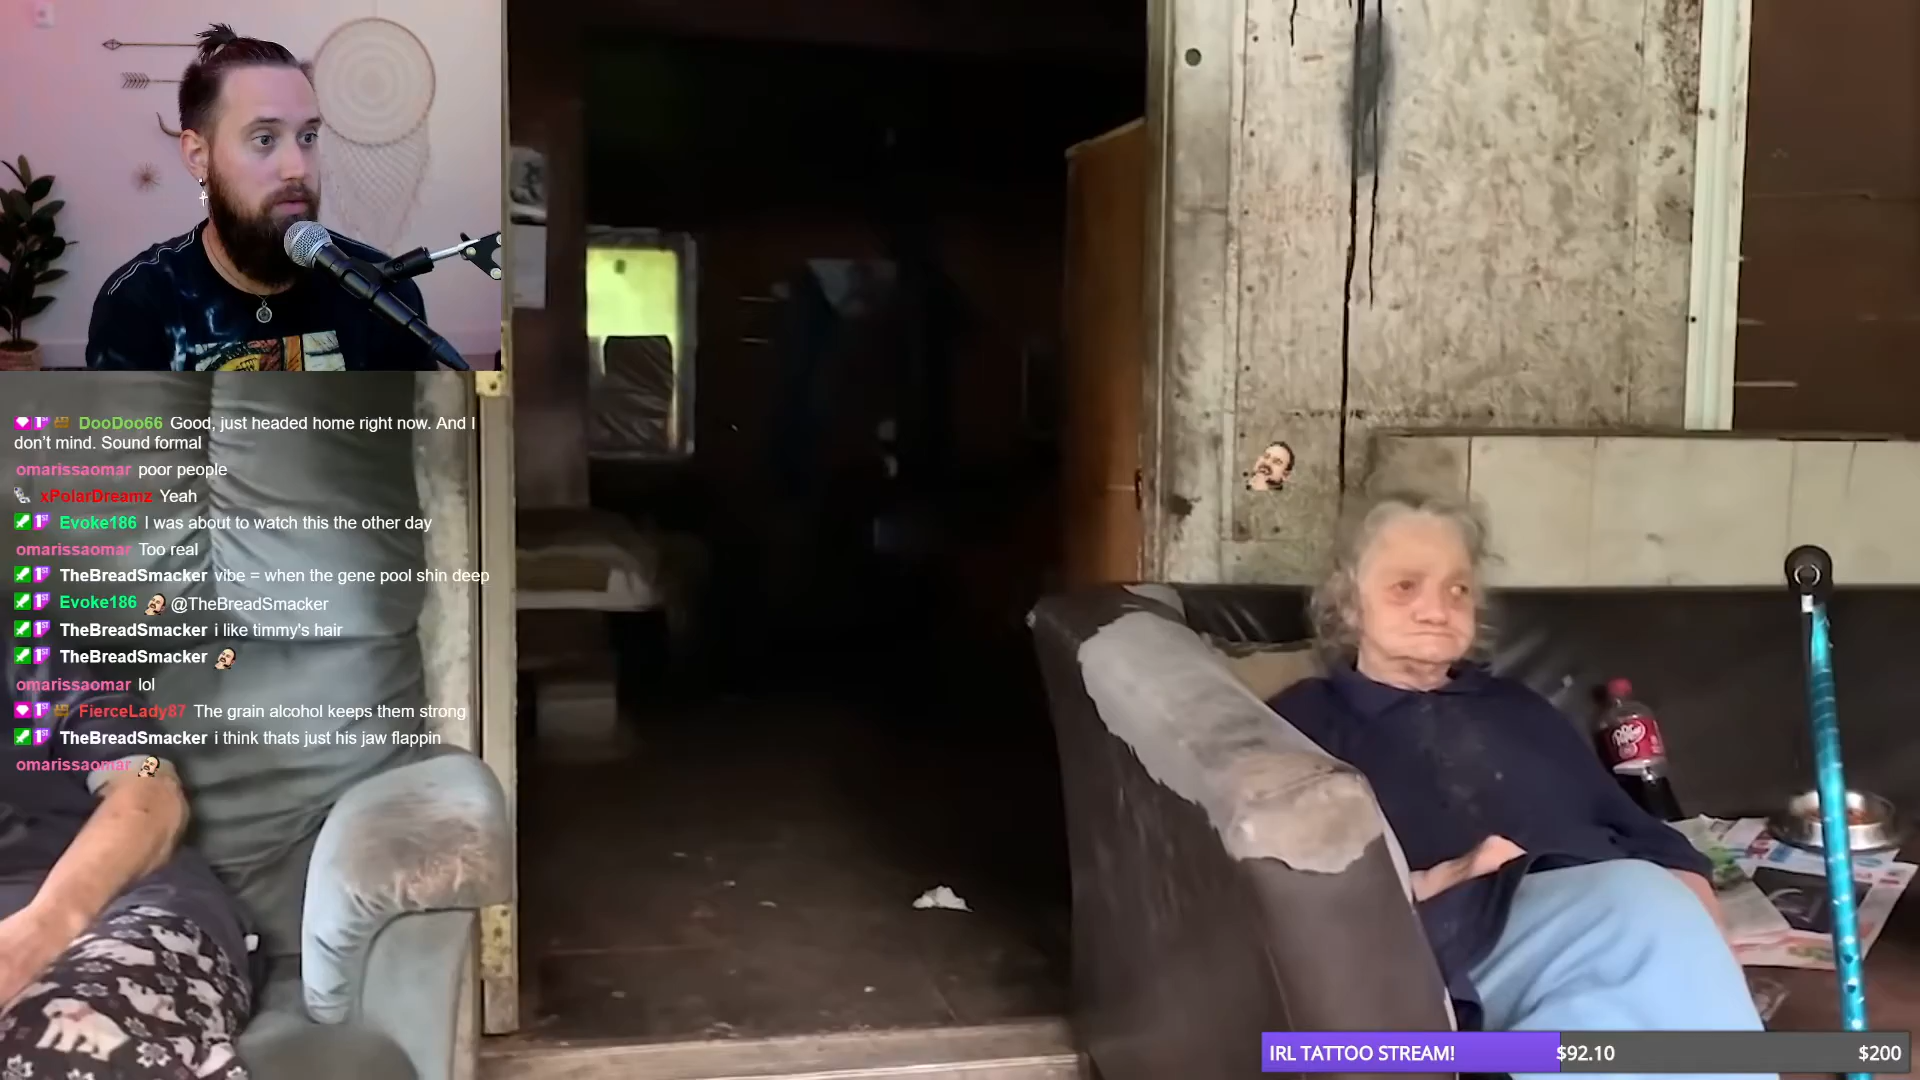 DooDoo66 Good, just headed home right now. And I
don't mind. Sound formal
omarissaomar poor people
xPolarDreamz Yeah
Evoke186 I was about to watch this the other day
omarissaomar Too real
TheBreadSmacker vibe = when the gene pool shin deep
Evoke186 @TheBreadSmacker
TheBreadSmacker i like timmy's hair
TheBreadSmacker
omarissaomar lol
FierceLady87 The grain alcohol keeps them strong
TheBreadSmacker i think thats just his jaw flappin
omarissaomar
Dr Pepper
IRL TATTOO STREAM! $92.10 $200